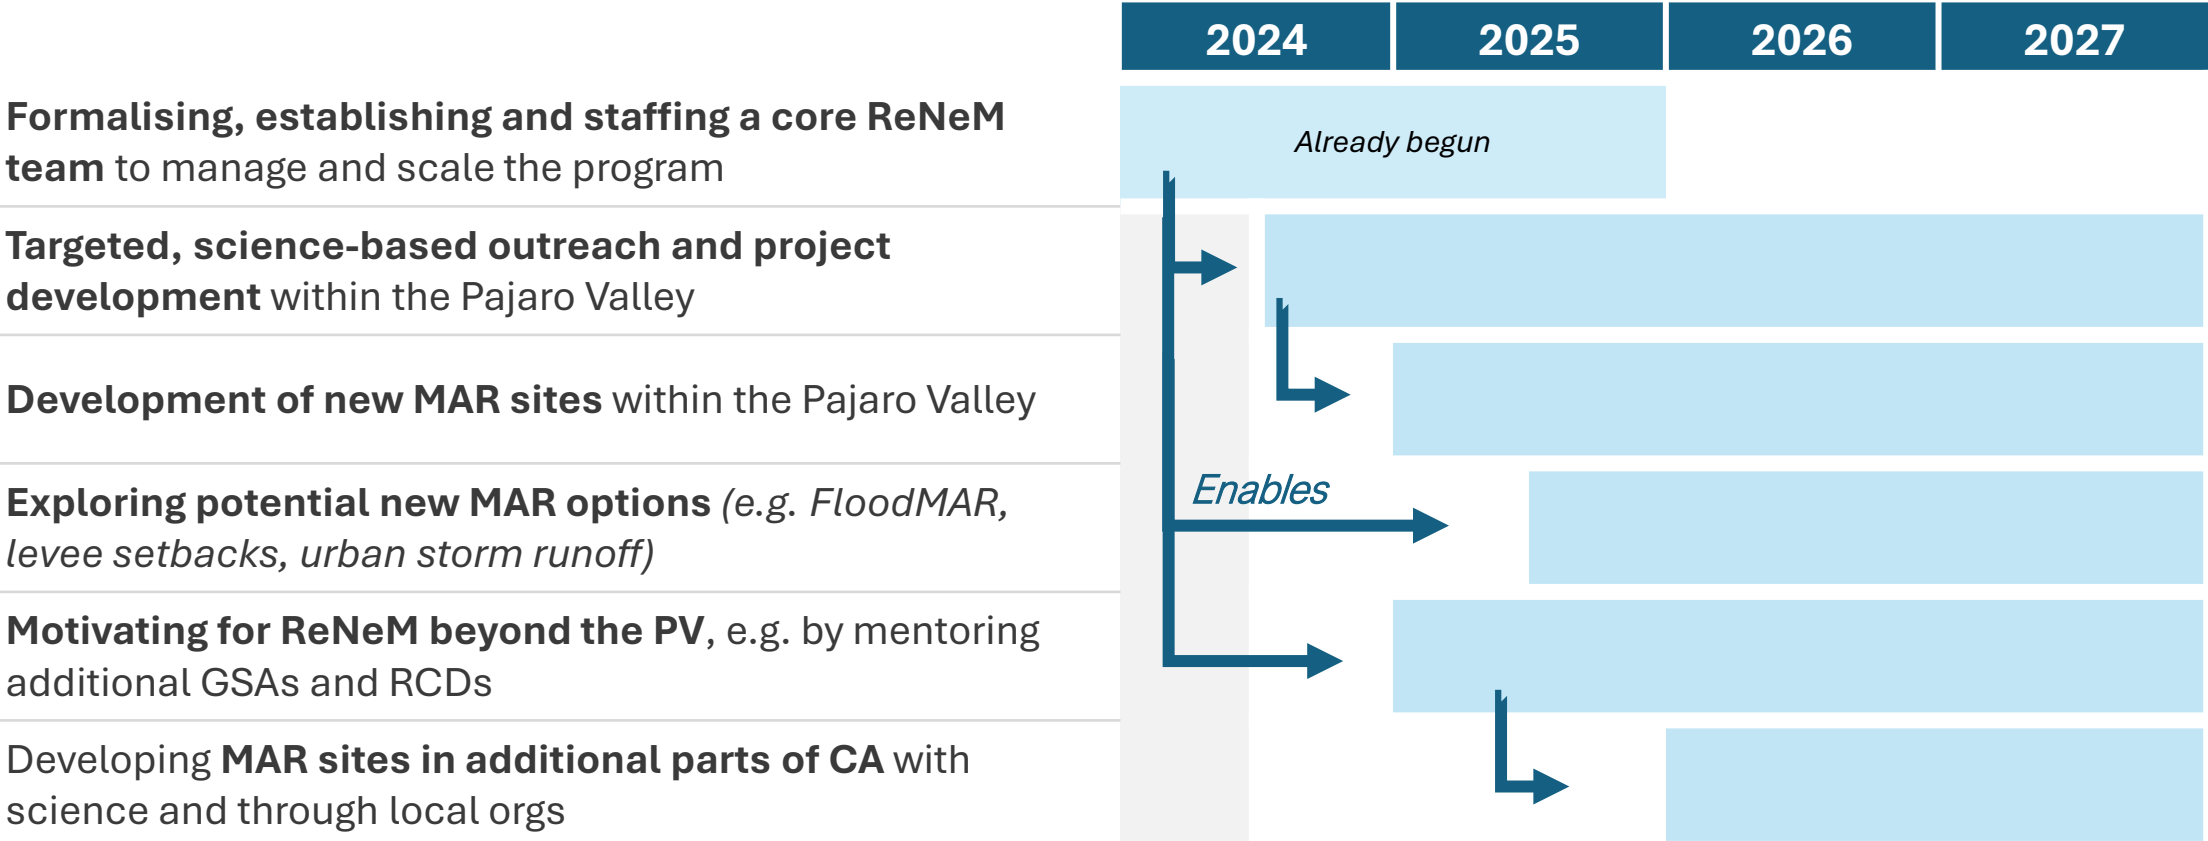 2024 2025 2026 2027
Formalising, establishing and staffing a core ReNeM
team to manage and scale the program
Already begun
Targeted, science-based outreach and project
development within the Pajaro Valley
Development of new MAR sites within the Pajaro Valley
Exploring potential new MAR options (e.g. FloodMAR,
levee setbacks, urban storm runoff)
Enables
Motivating for ReNeM beyond the PV, e.g. by mentoring
additional GSAs and RCDs
Developing MAR sites in additional parts of CA with
science and through local orgs